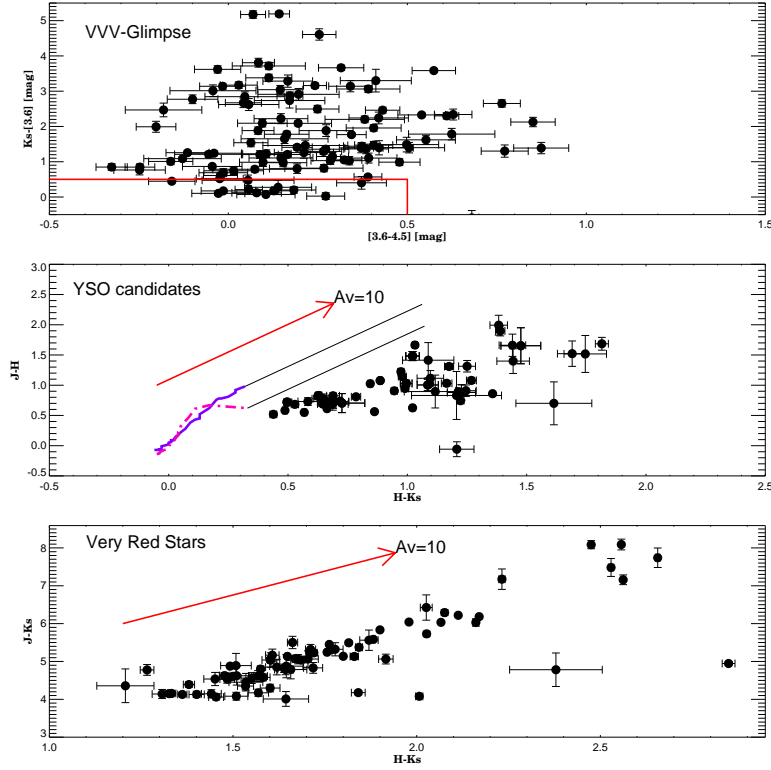 VVV-Glimpse
Ks-[3.6] [mag]
5
4
3
2
1
0
-0.5 0.0 0.5 1.0 1.5
[3.6-4.5] [mag]
YSO candidates
Av=10
J-H
3.0
2.5
2.0
1.5
1.0
0.5
0.0
-0.5
-0.5 0.0 0.5 1.0 1.5 2.0 2.5
H-Ks
Very Red Stars
Av=10
J-Ks
8
7
6
5
4
3
1.0 1.5 2.0 2.5
H-Ks